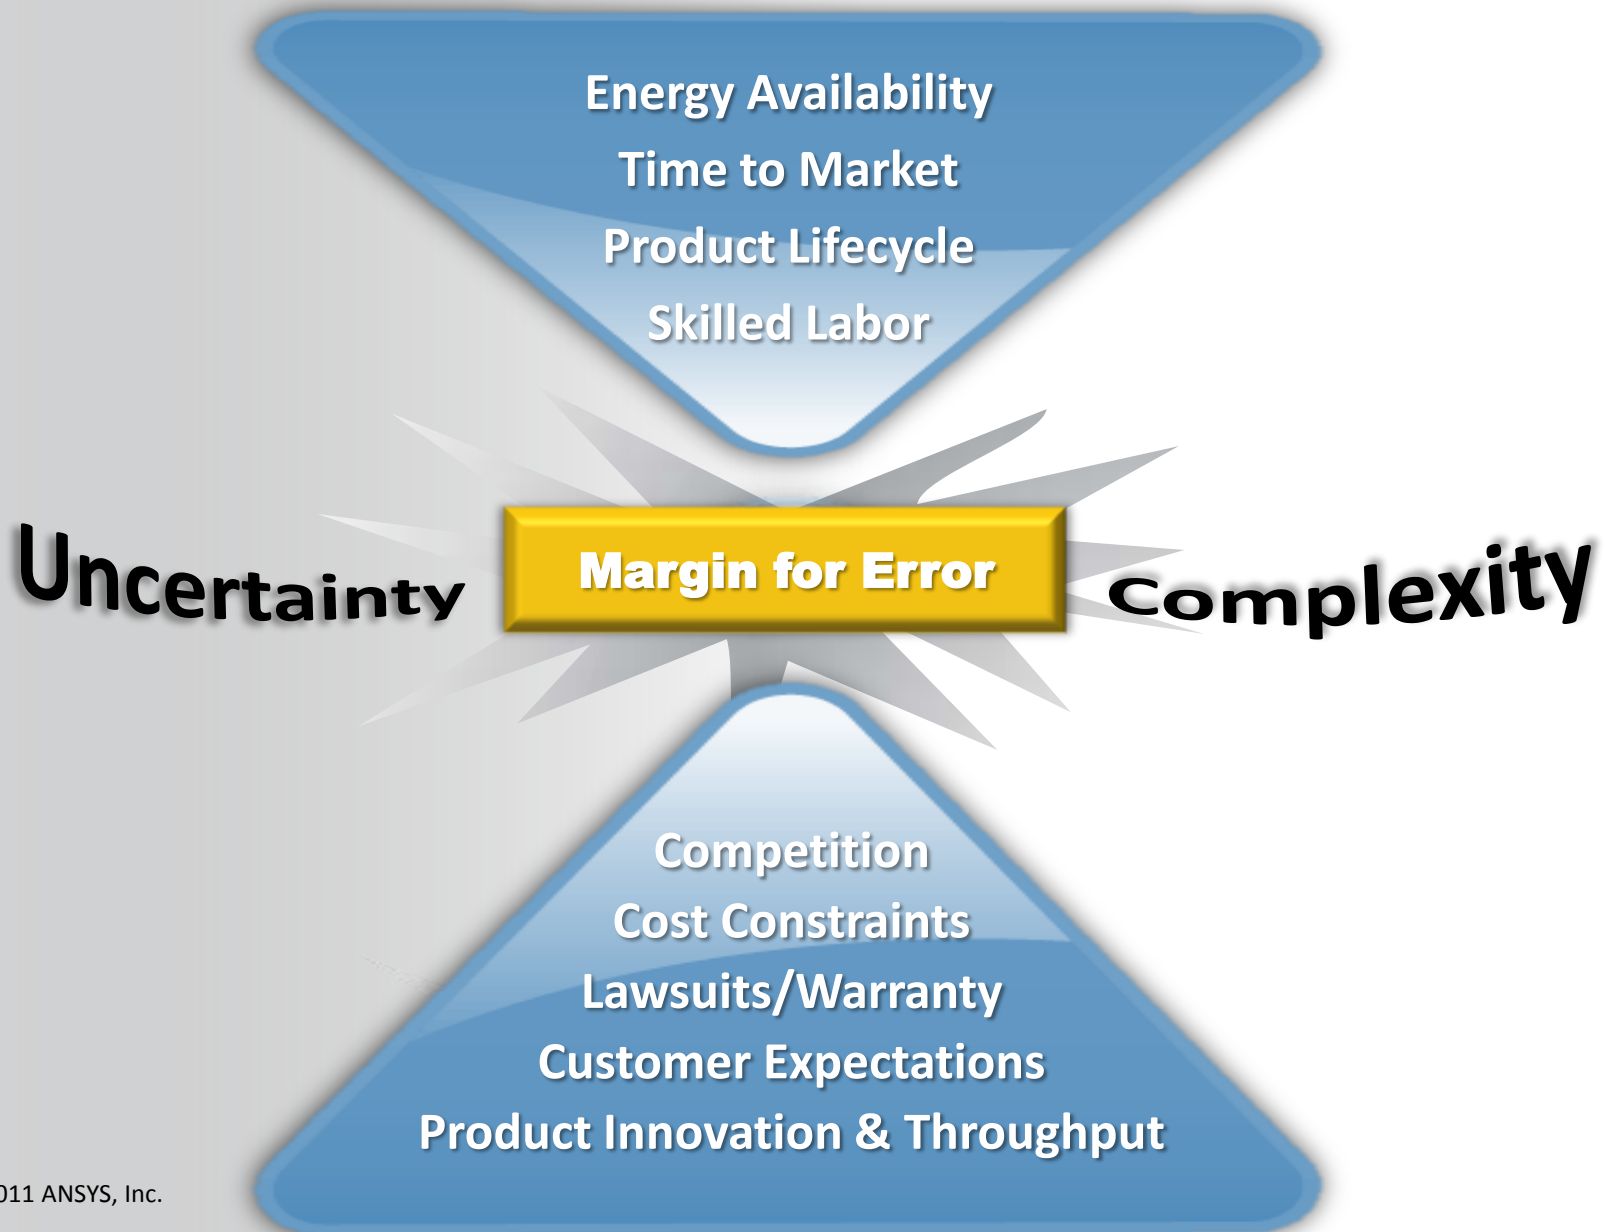 Energy Availability
Time to Market
Product Lifecycle
Skilled Labor
Uncertainty
Margin for Error
Complexity
Competition
Cost Constraints
Lawsuits/Warranty
Customer Expectations
Product Innovation & Throughput
011 ANSYS, Inc.